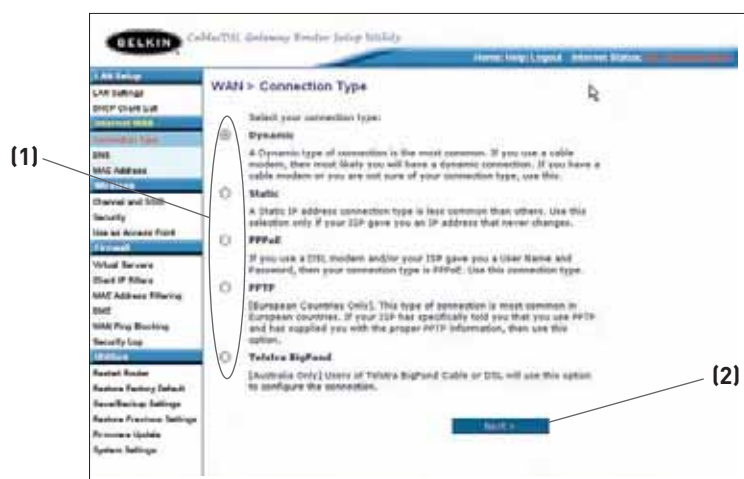 BELKIN Cable/DSL Gateway Router Setup Utility
Home| Help| Logout Internet Status:
LAN Setup
LAN Settings
DHCP Client List
Internet WAN
Connection Type
DNS
MAC Address
Wireless
Channel and SSID
Security
Use as Access Point
Firewall
Virtual Servers
Client IP Filters
MAC Address Filtering
DMZ
WAN Ping Blocking
Security Log
Utilities
Restart Router
Restore Factory Default
Save/Backup Settings
Restore Previous Settings
Firmware Update
System Settings
WAN > Connection Type
Select your connection type:
Dynamic
A Dynamic type of connection is the most common. If you use a cable
modem, then most likely you will have a dynamic connection. If you have a
cable modem or you are not sure of your connection type, use this.
Static
A Static IP address connection type is less common than others. Use this
selection only if your ISP gave you an IP address that never changes.
PPPoE
If you use a DSL modem and/or your ISP gave you a User Name and
Password, then your connection type is PPPoE. Use this connection type.
PPTP
[European Countries Only]. This type of connection is most common in
European countries. If your ISP has specifically told you that you use PPTP
and has supplied you with the proper PPTP information, then use this
option.
Telstra BigPond
[Australia Only] Users of Telstra BigPond Cable or DSL will use this option
to configure the connection.
Next >
(1)
(2)